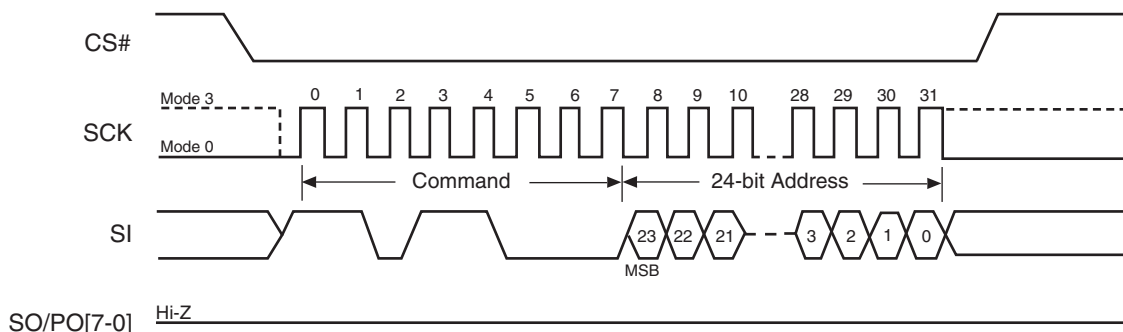 CS#
Mode 3
0 1 2 3 4 5 6 7 8 9 10 28 29 30 31
SCK
Mode 0
Command 24-bit Address
SI
23 22 21 3 2 1 0
MSB
Hi-Z
SO/PO[7-0]